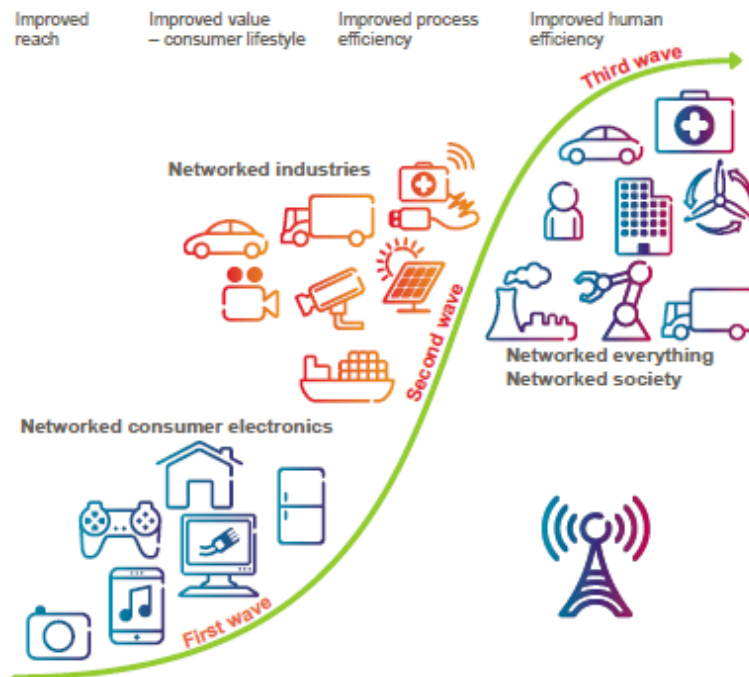 Improved
reach
Improved value
– consumer lifestyle
Improved process
efficiency
Improved human
efficiency
Third wave
Networked industries
Second wave
Networked everything
Networked society
Networked consumer electronics
First wave